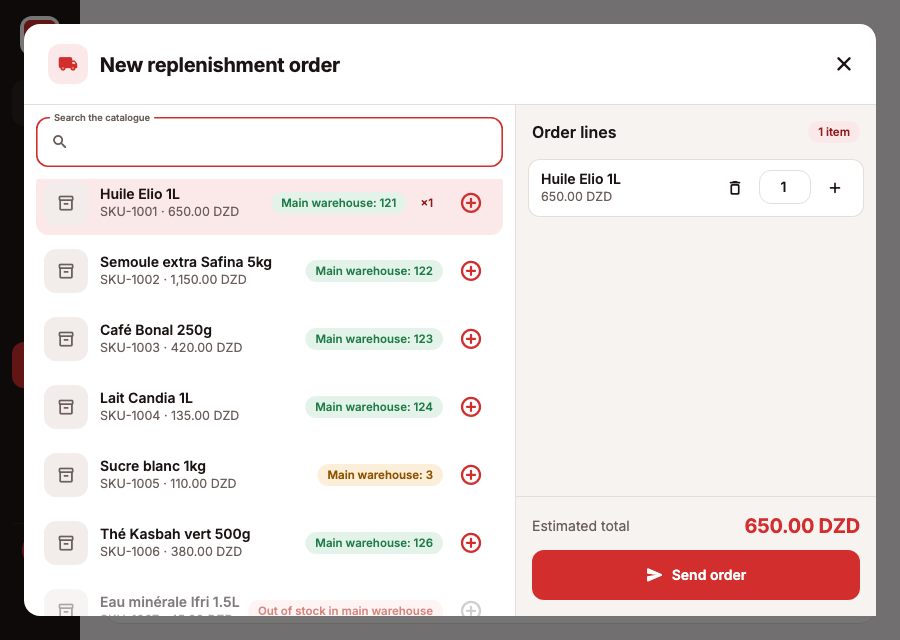 New replenishment order
Search the catalogue
Huile Elio 1L
SKU-1001 · 650.00 DZD
Main warehouse: 121
×1
Semoule extra Safina 5kg
SKU-1002 · 1,150.00 DZD
Main warehouse: 122
Café Bonal 250g
SKU-1003 · 420.00 DZD
Main warehouse: 123
Lait Candia 1L
SKU-1004 · 135.00 DZD
Main warehouse: 124
Sucre blanc 1kg
SKU-1005 · 110.00 DZD
Main warehouse: 3
Thé Kasbah vert 500g
SKU-1006 · 380.00 DZD
Main warehouse: 126
Eau minérale Ifri 1.5L
Out of stock in main warehouse
Order lines
1 item
Huile Elio 1L
650.00 DZD
1
Estimated total
650.00 DZD
Send order